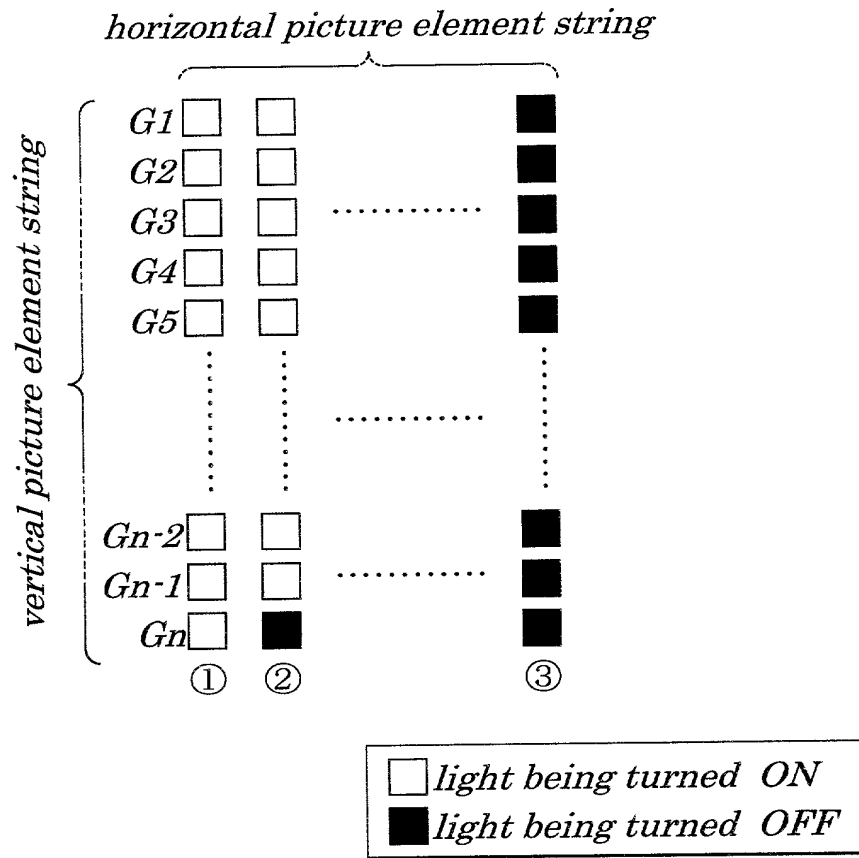 horizontal picture element string
vertical picture element string
G1
G2
G3
G4
G5
Gn-2
Gn-1
Gn
① ② ③
light being turned ON
light being turned OFF